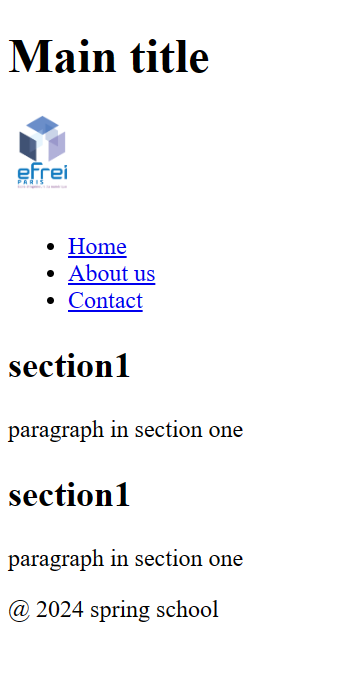 Main title
efrei
PARIS
Home
About us
Contact
section1
paragraph in section one
section1
paragraph in section one
@ 2024 spring school